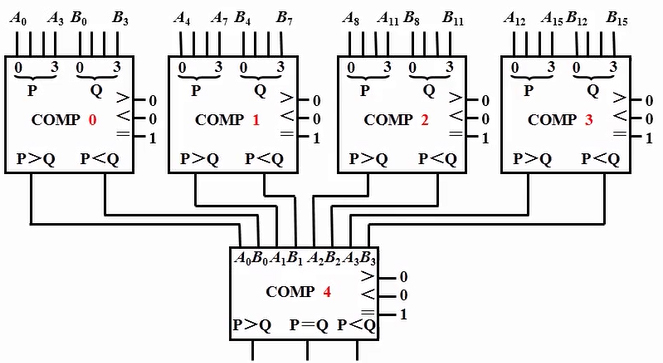 A₀ A₃ B₀ B₃ A₄ A₇ B₄ B₇ A₈ A₁₁ B₈ B₁₁ A₁₂ A₁₅ B₁₂ B₁₅
0 3 0 3 0 3 0 3 0 3 0 3 0 3 0 3
P Q P Q P Q P Q
> 0 > 0 > 0 > 0
COMP 0 < 0 COMP 1 < 0 COMP 2 < 0 COMP 3 < 0
= 1 = 1 = 1 = 1
P>Q P<Q P>Q P<Q P>Q P<Q P>Q P<Q
A₀B₀ A₁B₁ A₂B₂ A₃B₃
> 0
COMP 4 < 0
= 1
P>Q P=Q P<Q